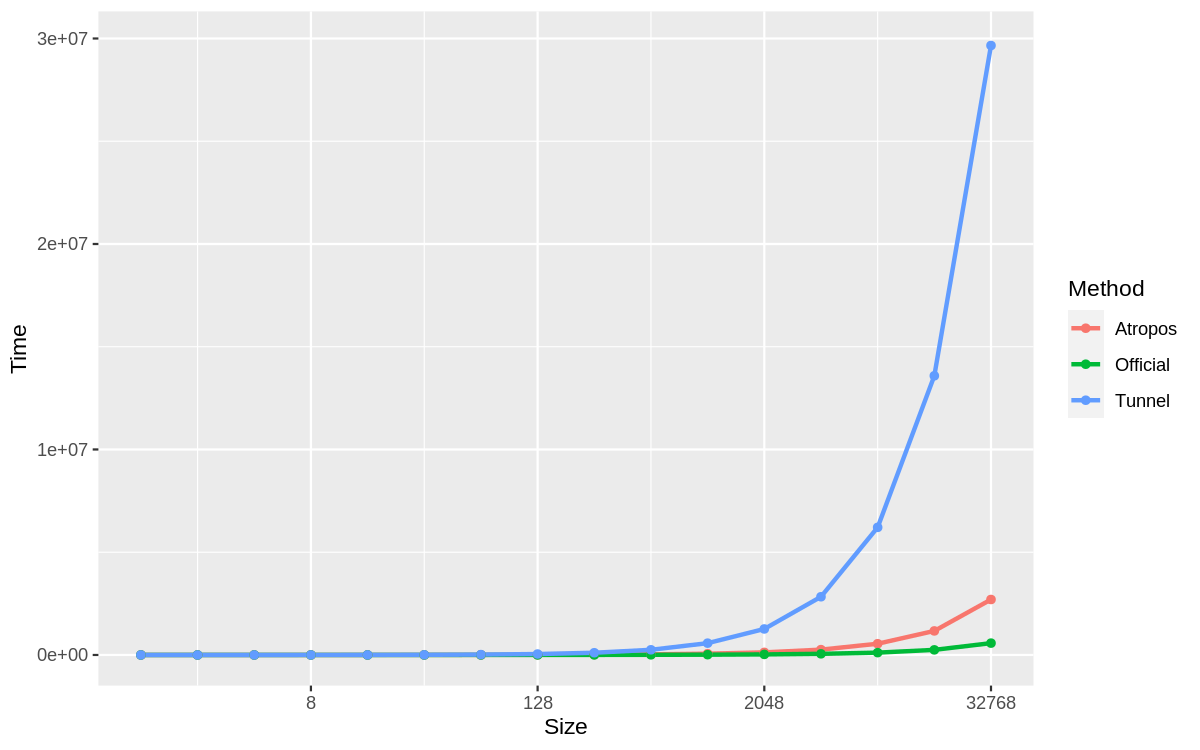 3e+07
2e+07
1e+07
0e+00
Time
8
128
2048
32768
Size
Method
Atropos
Official
Tunnel